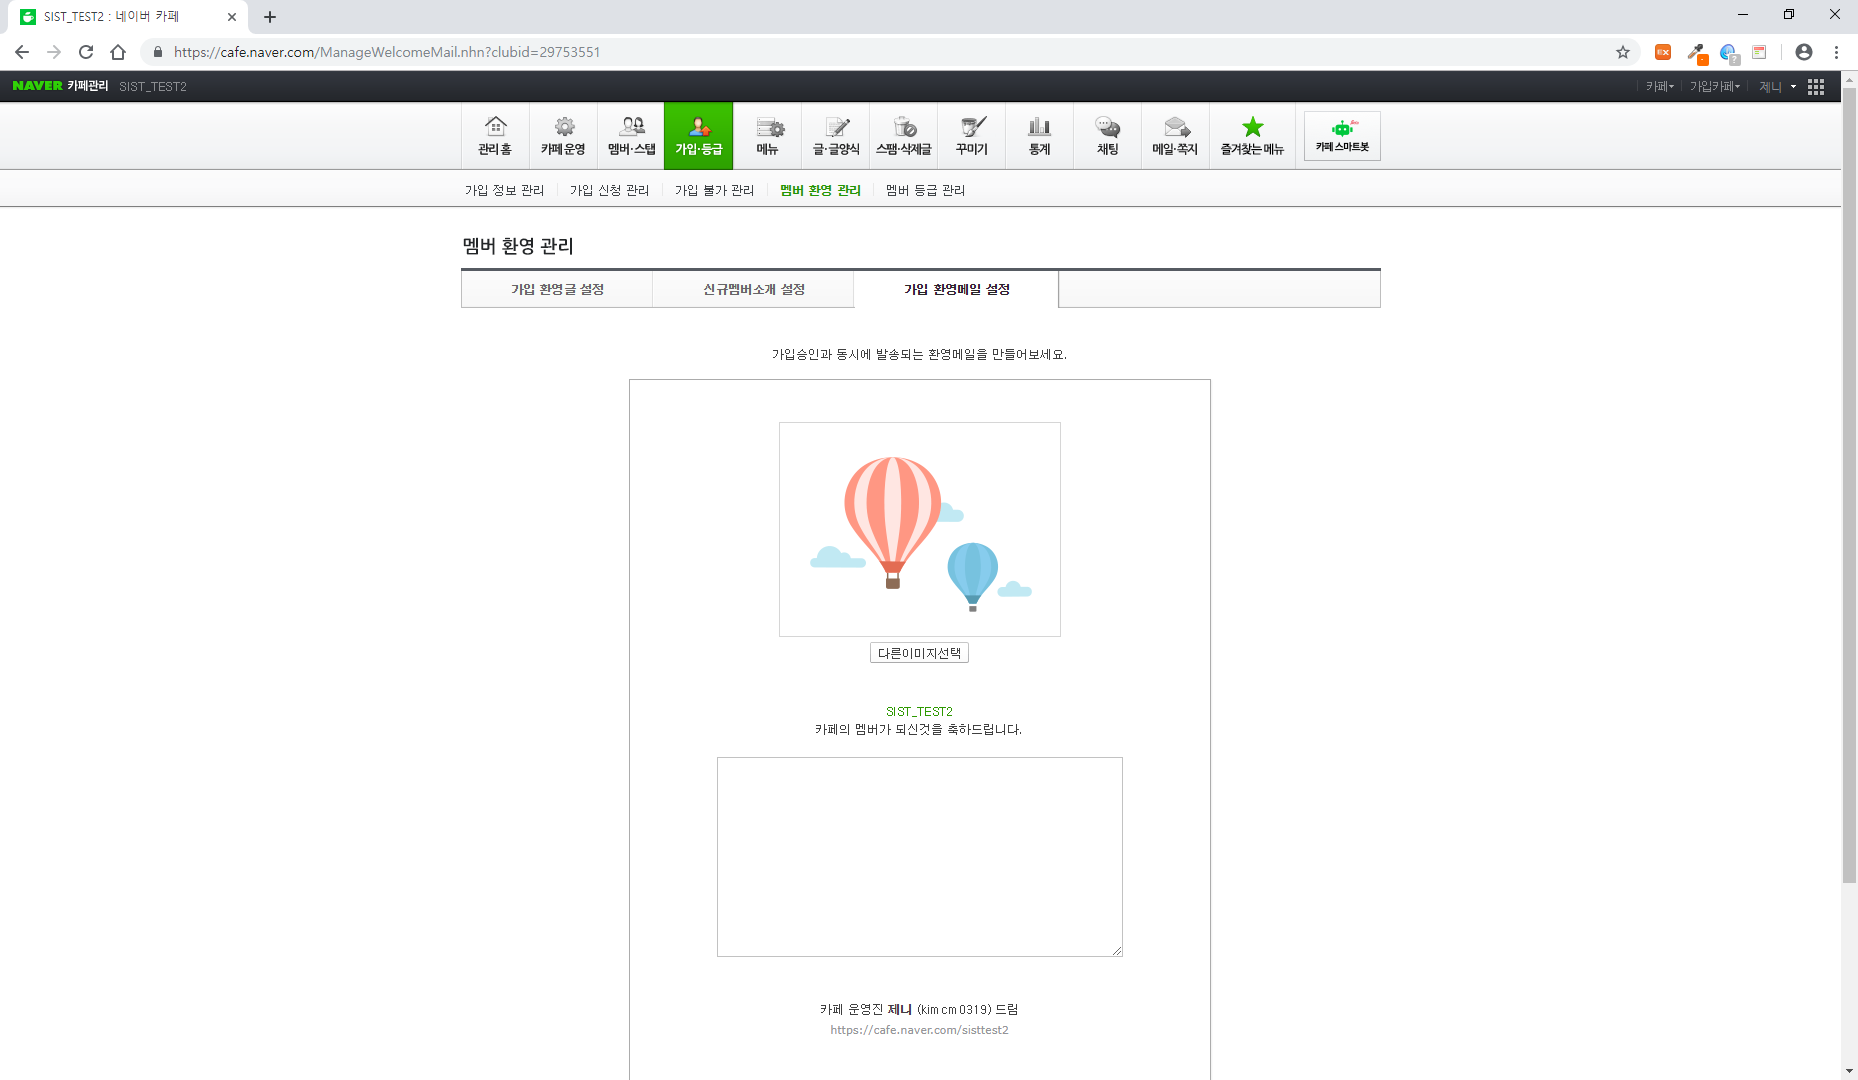 SIST_TEST2 : 네이버 카페
https://cafe.naver.com/ManageWelcomeMail.nhn?clubid=29753551
NAVER 카페관리 SIST_TEST2
카페 가입카페 제니
관리 홈 카페 운영 멤버·스탭 가입·등급 메뉴 글·글양식 스팸·삭제글 꾸미기 통계 채팅 메일·쪽지 즐겨찾는 메뉴 카페 스마트봇
가입 정보 관리 가입 신청 관리 가입 불가 관리 멤버 환영 관리 멤버 등급 관리
멤버 환영 관리
가입 환영글 설정 신규멤버소개 설정 가입 환영메일 설정
가입승인과 동시에 발송되는 환영메일을 만들어보세요.
다른이미지선택
SIST_TEST2
카페의 멤버가 되신것을 축하드립니다.
카페 운영진 제니 (kimcm0319) 드림
https://cafe.naver.com/sisttest2